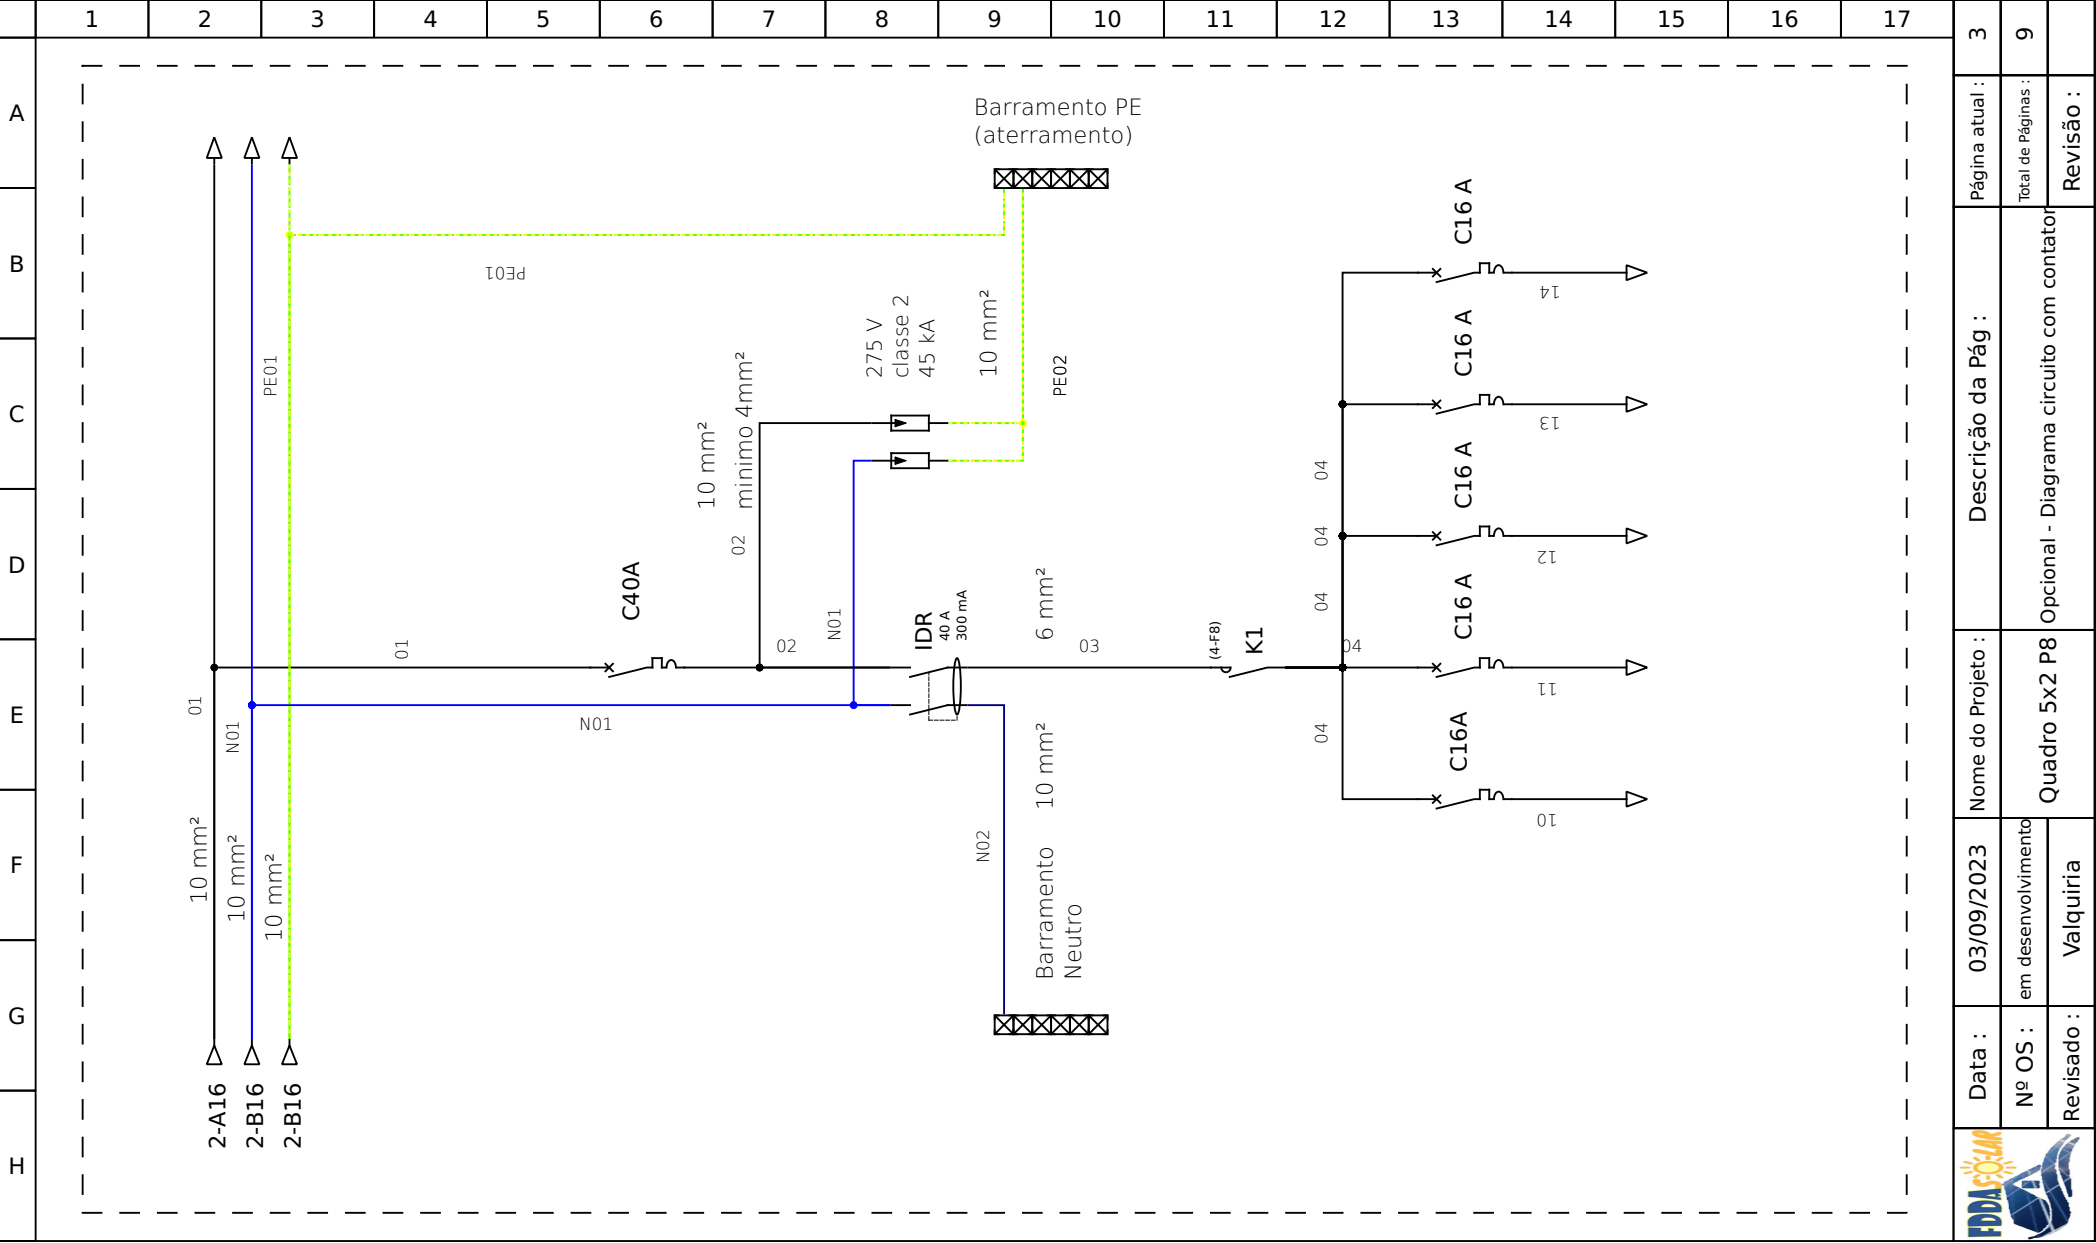 1 2 3 4 5 6 7 8 9 10 11 12 13 14 15 16 17
A
B
C
D
E
F
G
H
Barramento PE
(aterramento)
PE01
PE01
10 mm²
minimo 4mm²
02
275 V
classe 2
45 kA
10 mm²
PE02
C40A
01
01
N01
N01
02
N01
IDR
40 A
300 mA
6 mm²
03
(4-F8)
K1
04
04
04
04
04
C16 A
14
C16 A
13
C16 A
12
C16 A
11
C16A
10
10 mm²
10 mm²
10 mm²
10 mm²
N02
Barramento
Neutro
2-A16
2-B16
2-B16
FDDA SOLAR
Data :
03/09/2023
Nome do Projeto :
Descrição da Pág :
Página atual :
3
Nº OS :
em desenvolvimento
Quadro 5x2 P8
Opcional - Diagrama circuito com contator
Total de Páginas :
9
Revisado :
Valquiria
Revisão :